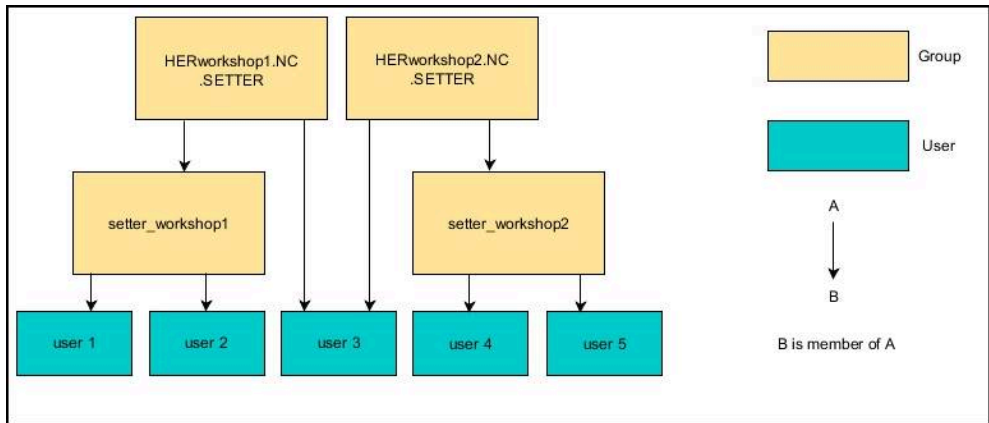 HERworkshop1.NC
.SETTER
HERworkshop2.NC
.SETTER
Group
User
setter_workshop1
setter_workshop2
A
B
user 1
user 2
user 3
user 4
user 5
B is member of A